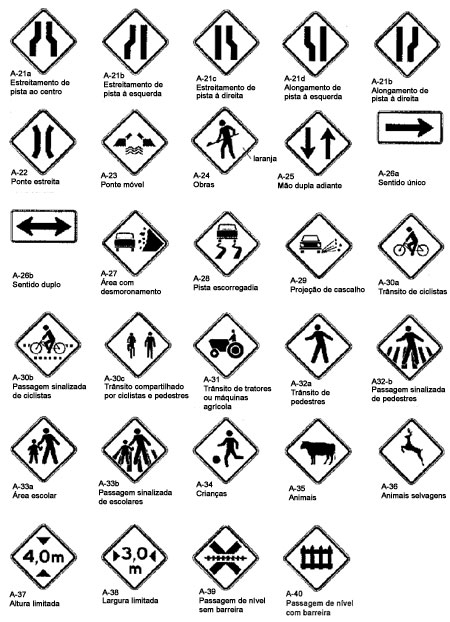 A-21a
Estreitamento de
pista ao centro
A-21b
Estreitamento de
pista à esquerda
A-21c
Estreitamento de
pista à direita
A-21d
Alongamento de
pista à esquerda
A-21b
Alongamento de
pista à direita
A-22
Ponte estreita
A-23
Ponte móvel
laranja
A-24
Obras
A-25
Mão dupla adiante
A-26a
Sentido único
A-26b
Sentido duplo
A-27
Área com
desmoronamento
A-28
Pista escorregadia
A-29
Projeção de cascalho
A-30a
Trânsito de ciclistas
A-30b
Passagem sinalizada
de ciclistas
A-30c
Trânsito compartilhado
por ciclistas e pedestres
A-31
Trânsito de tratores
ou máquinas
agrícola
A-32a
Trânsito de
pedestres
A32-b
Passagem sinalizada
de pedestres
A-33a
Área escolar
A-33b
Passagem sinalizada
de escolares
A-34
Crianças
A-35
Animais
A-36
Animais selvagens
4,0m
A-37
Altura limitada
3,0
m
A-38
Largura limitada
A-39
Passagem de nível
sem barreira
A-40
Passagem de nível
com barreira